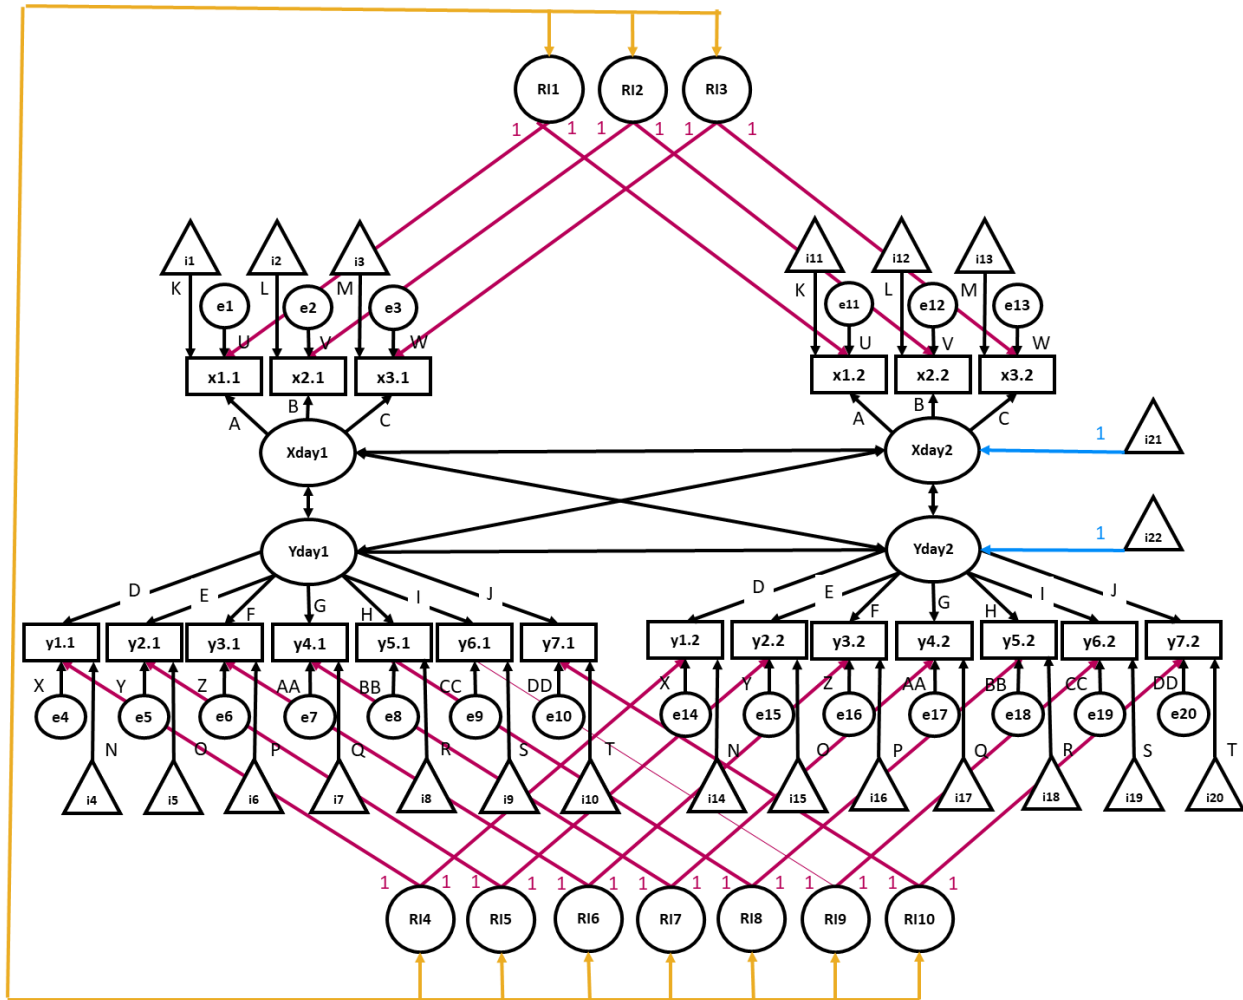 RI1 RI2 RI3
1 1 1 1 1 1
i1 i2 i3 i11 i12 i13
K L M K L M
e1 e2 e3 e11 e12 e13
U V W U V W
x1.1 x2.1 x3.1 x1.2 x2.2 x3.2
A B C A B C
Xday1 Xday2 1 i21
Yday1 Yday2 1 i22
D E F G H I J D E F G H I J
y1.1 y2.1 y3.1 y4.1 y5.1 y6.1 y7.1 y1.2 y2.2 y3.2 y4.2 y5.2 y6.2 y7.2
X Y Z AA BB CC DD X Y Z AA BB CC DD
e4 e5 e6 e7 e8 e9 e10 e14 e15 e16 e17 e18 e19 e20
N O P Q R S T N O P Q R S T
i4 i5 i6 i7 i8 i9 i10 i14 i15 i16 i17 i18 i19 i20
1 1 1 1 1 1 1 1 1 1 1 1 1 1
RI4 RI5 RI6 RI7 RI8 RI9 RI10